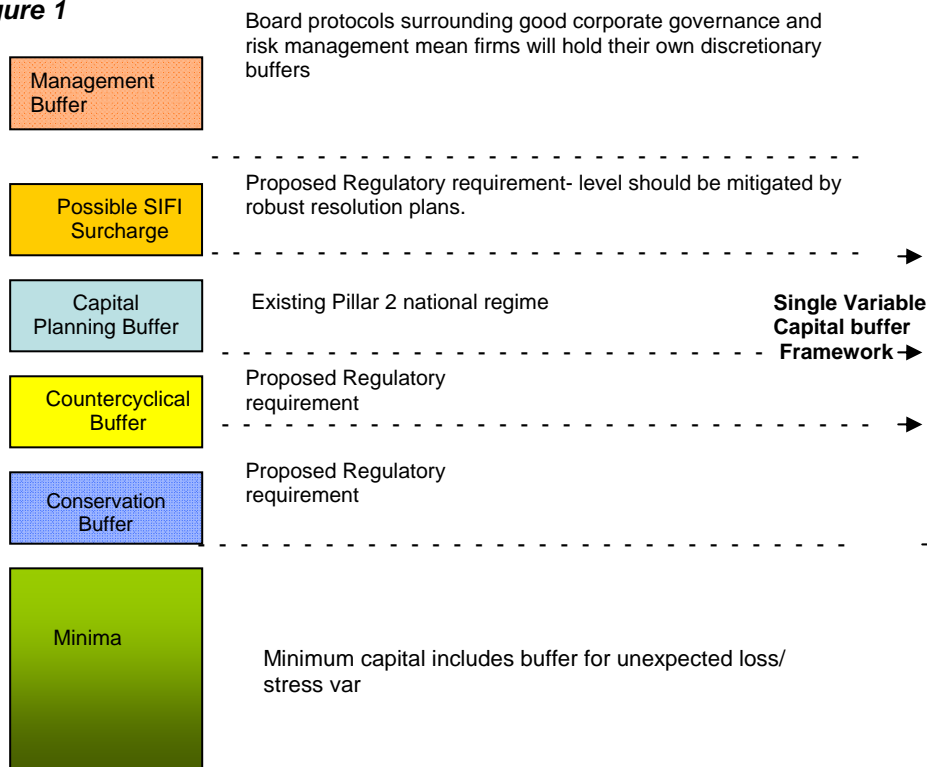 gure 1
Board protocols surrounding good corporate governance and
risk management mean firms will hold their own discretionary
buffers
Management
Buffer
Proposed Regulatory requirement- level should be mitigated by
robust resolution plans.
Possible SIFI
Surcharge
Capital
Planning Buffer
Existing Pillar 2 national regime
Single Variable
Capital buffer
Framework
Proposed Regulatory
requirement
Countercyclical
Buffer
Proposed Regulatory
requirement
Conservation
Buffer
Minima
Minimum capital includes buffer for unexpected loss/
stress var